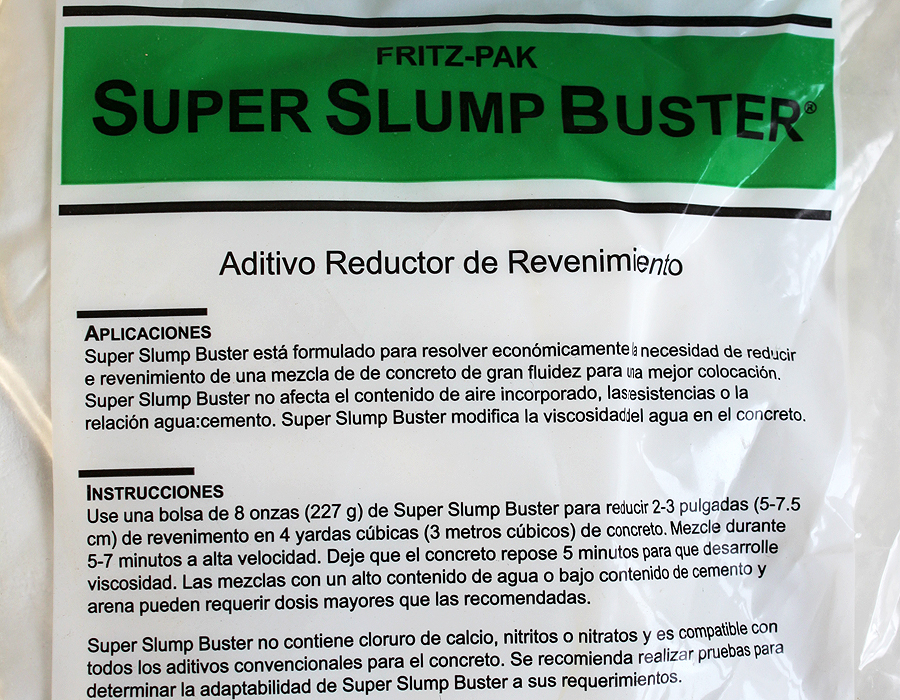 FRITZ-PAK
SUPER SLUMP BUSTER®
Aditivo Reductor de Revenimiento
APLICACIONES
Super Slump Buster está formulado para resolver económicamente la necesidad de reducir
e revenimiento de una mezcla de de concreto de gran fluidez para una mejor colocación.
Super Slump Buster no afecta el contenido de aire incorporado, las resistencias o la
relación agua:cemento. Super Slump Buster modifica la viscosidad del agua en el concreto.
INSTRUCCIONES
Use una bolsa de 8 onzas (227 g) de Super Slump Buster para reducir 2-3 pulgadas (5-7.5
cm) de revenimiento en 4 yardas cúbicas (3 metros cúbicos) de concreto. Mezcle durante
5-7 minutos a alta velocidad. Deje que el concreto repose 5 minutos para que desarrolle
viscosidad. Las mezclas con un alto contenido de agua o bajo contenido de cemento y
arena pueden requerir dosis mayores que las recomendadas.
Super Slump Buster no contiene cloruro de calcio, nitritos o nitratos y es compatible con
todos los aditivos convencionales para el concreto. Se recomienda realizar pruebas para
determinar la adaptabilidad de Super Slump Buster a sus requerimientos.